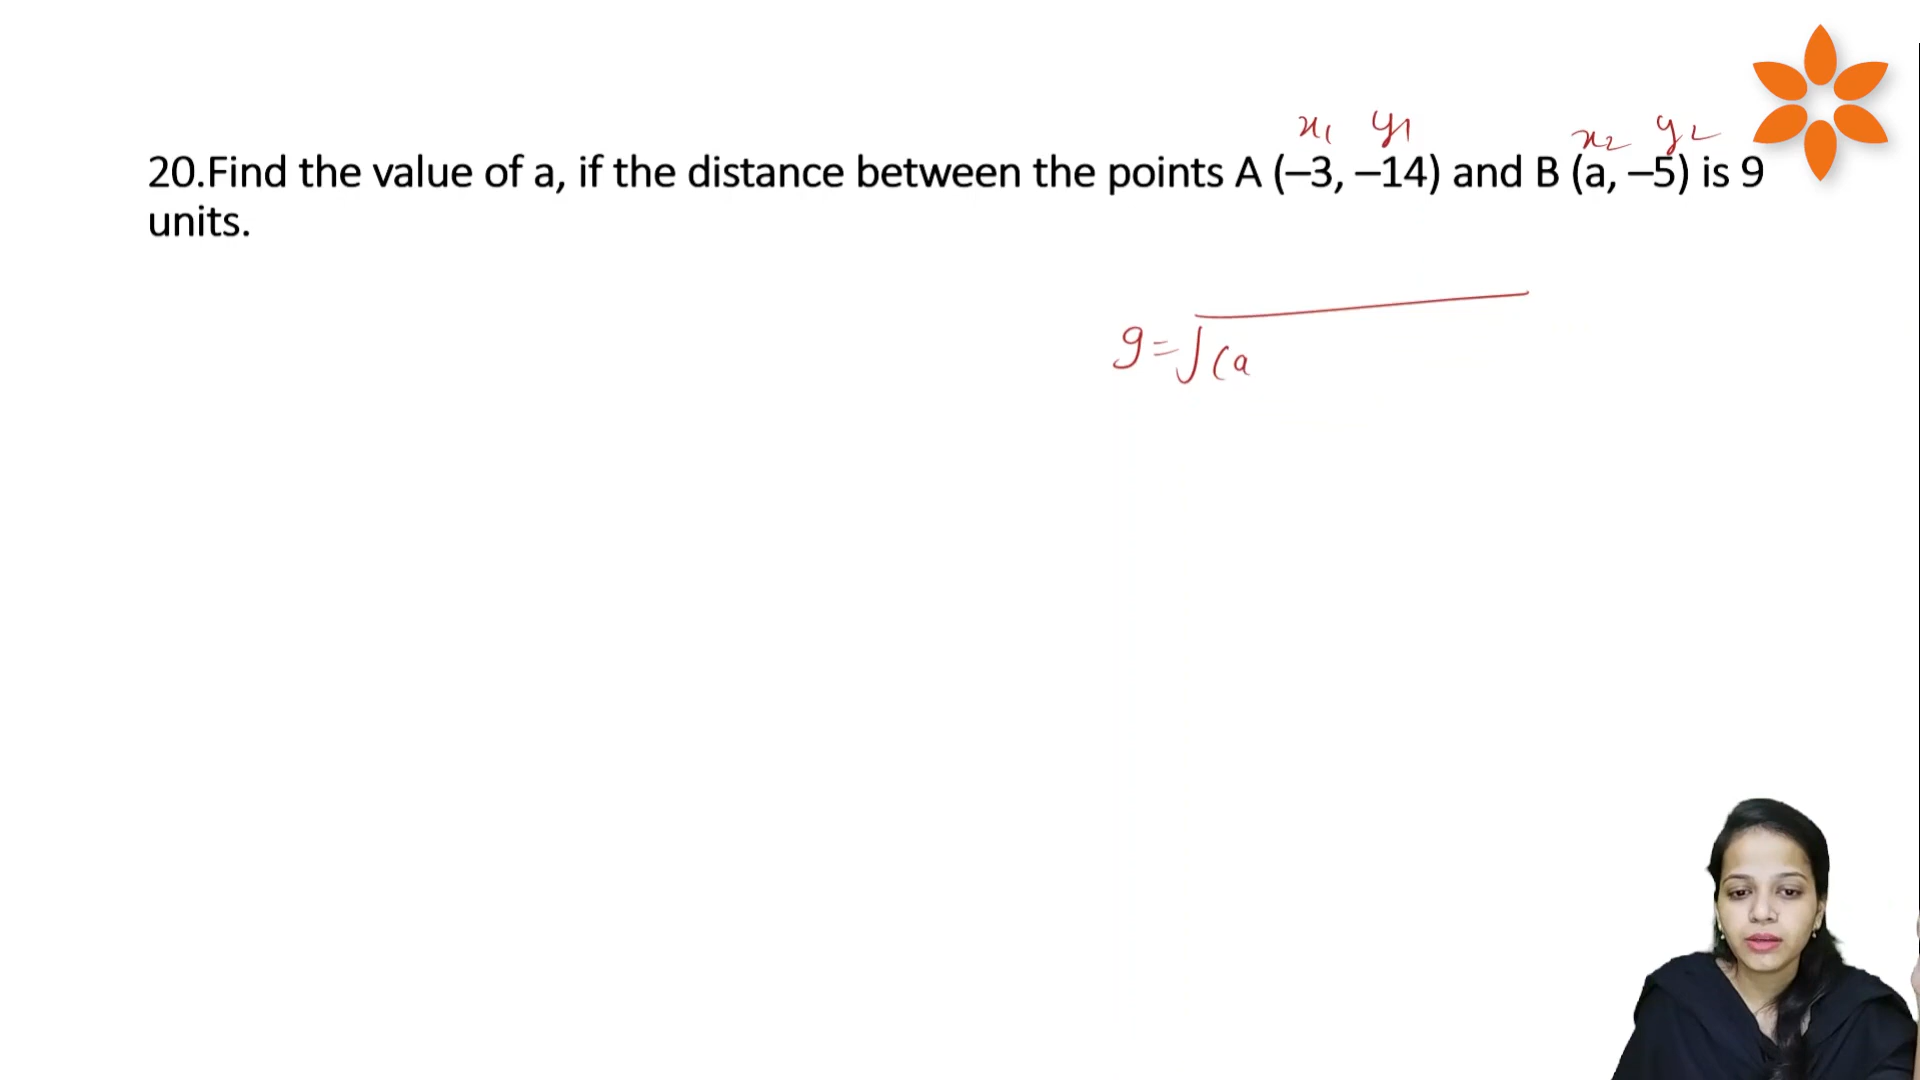 x₁ y₁ x₂ y₂
20.Find the value of a, if the distance between the points A (–3, –14) and B (a, –5) is 9
units.
9=√(a